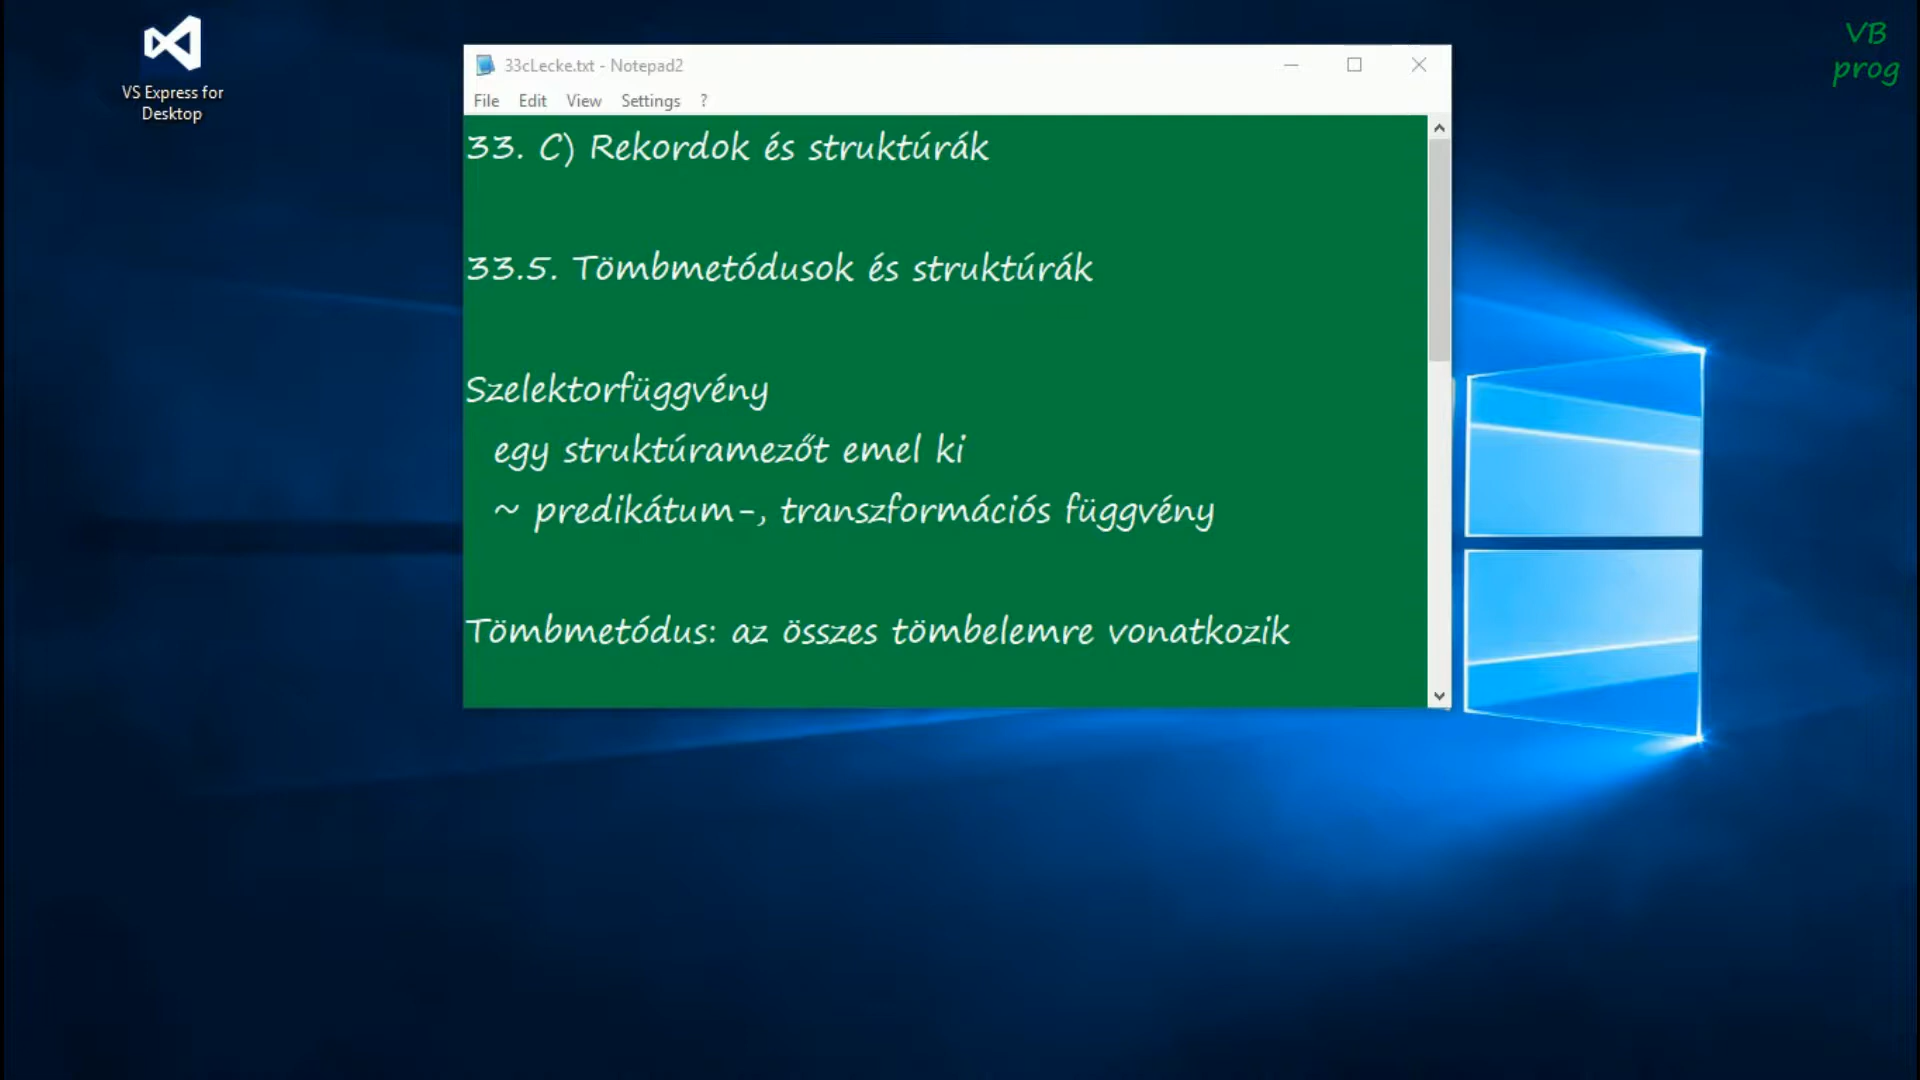 VS Express for
Desktop
VB
prog
33cLecke.txt - Notepad2
File Edit View Settings ?
33. C) Rekordok és struktúrák
33.5. Tömbmetódusok és struktúrák
Szelektorfüggvény
egy struktúramezőt emel ki
~ predikátum-, transzformációs függvény
Tömbmetódus: az összes tömbelemre vonatkozik